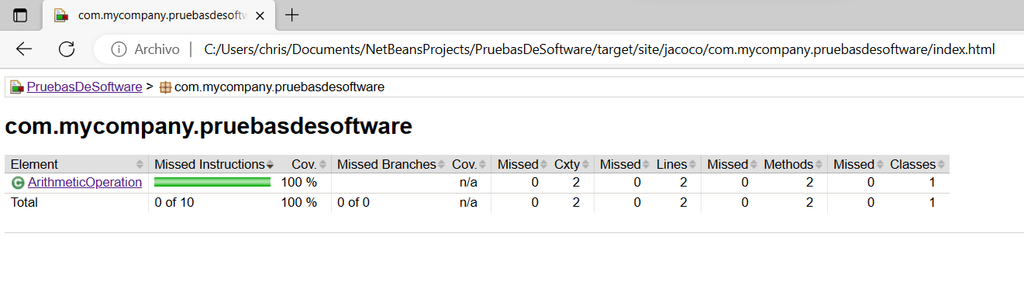 com.mycompany.pruebasdesoftw
Archivo C:/Users/chris/Documents/NetBeansProjects/PruebasDeSoftware/target/site/jacoco/com.mycompany.pruebasdesoftware/index.html
PruebasDeSoftware > com.mycompany.pruebasdesoftware
com.mycompany.pruebasdesoftware
Element Missed Instructions Cov. Missed Branches Cov. Missed Cxty Missed Lines Missed Methods Missed Classes
ArithmeticOperation 100 % n/a 0 2 0 2 0 2 0 1
Total 0 of 10 100 % 0 of 0 n/a 0 2 0 2 0 2 0 1